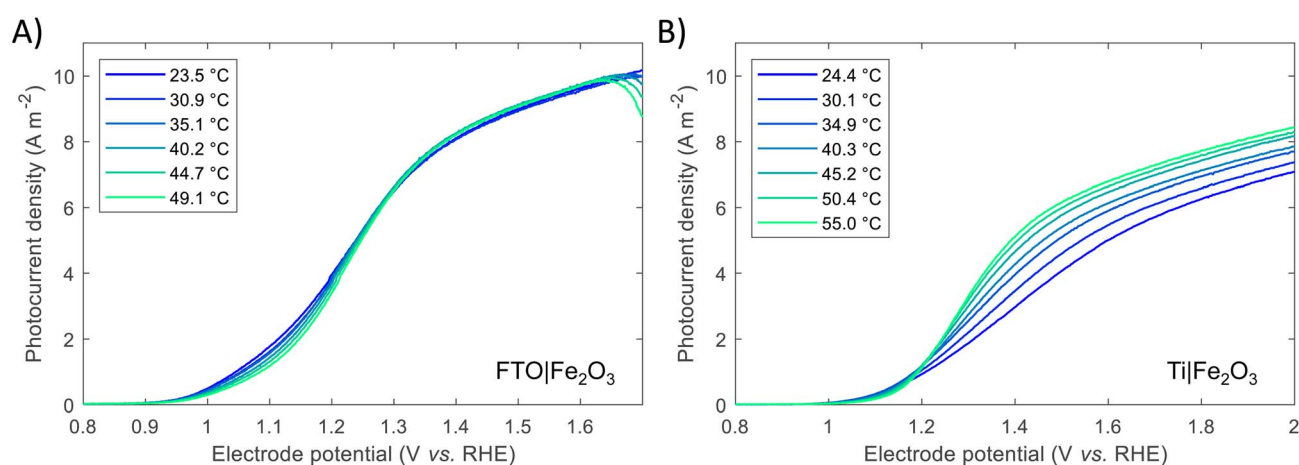 A)
Photocurrent density (A m⁻²)
10
8
6
4
2
0
23.5 °C
30.9 °C
35.1 °C
40.2 °C
44.7 °C
49.1 °C
FTO|Fe₂O₃
0.8 0.9 1 1.1 1.2 1.3 1.4 1.5 1.6
Electrode potential (V vs. RHE)
B)
Photocurrent density (A m⁻²)
10
8
6
4
2
0
24.4 °C
30.1 °C
34.9 °C
40.3 °C
45.2 °C
50.4 °C
55.0 °C
Ti|Fe₂O₃
0.8 1 1.2 1.4 1.6 1.8 2
Electrode potential (V vs. RHE)